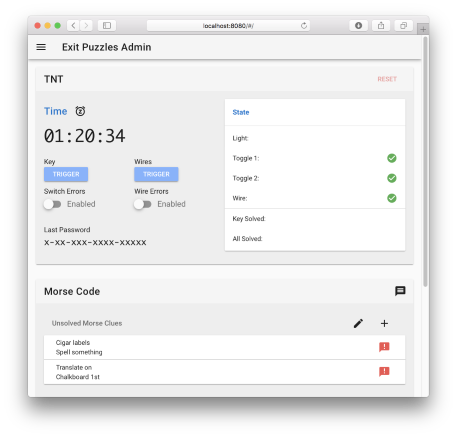 localhost:8080/#/
Exit Puzzles Admin
TNT
RESET
Time
01:20:34
Key
Wires
TRIGGER
TRIGGER
Switch Errors
Wire Errors
Enabled
Enabled
Last Password
x-xx-xxx-xxxx-xxxxx
State
Light:
Toggle 1:
Toggle 2:
Wire:
Key Solved:
All Solved:
Morse Code
Unsolved Morse Clues
Cigar labels
Spell something
Translate on
Chalkboard 1st